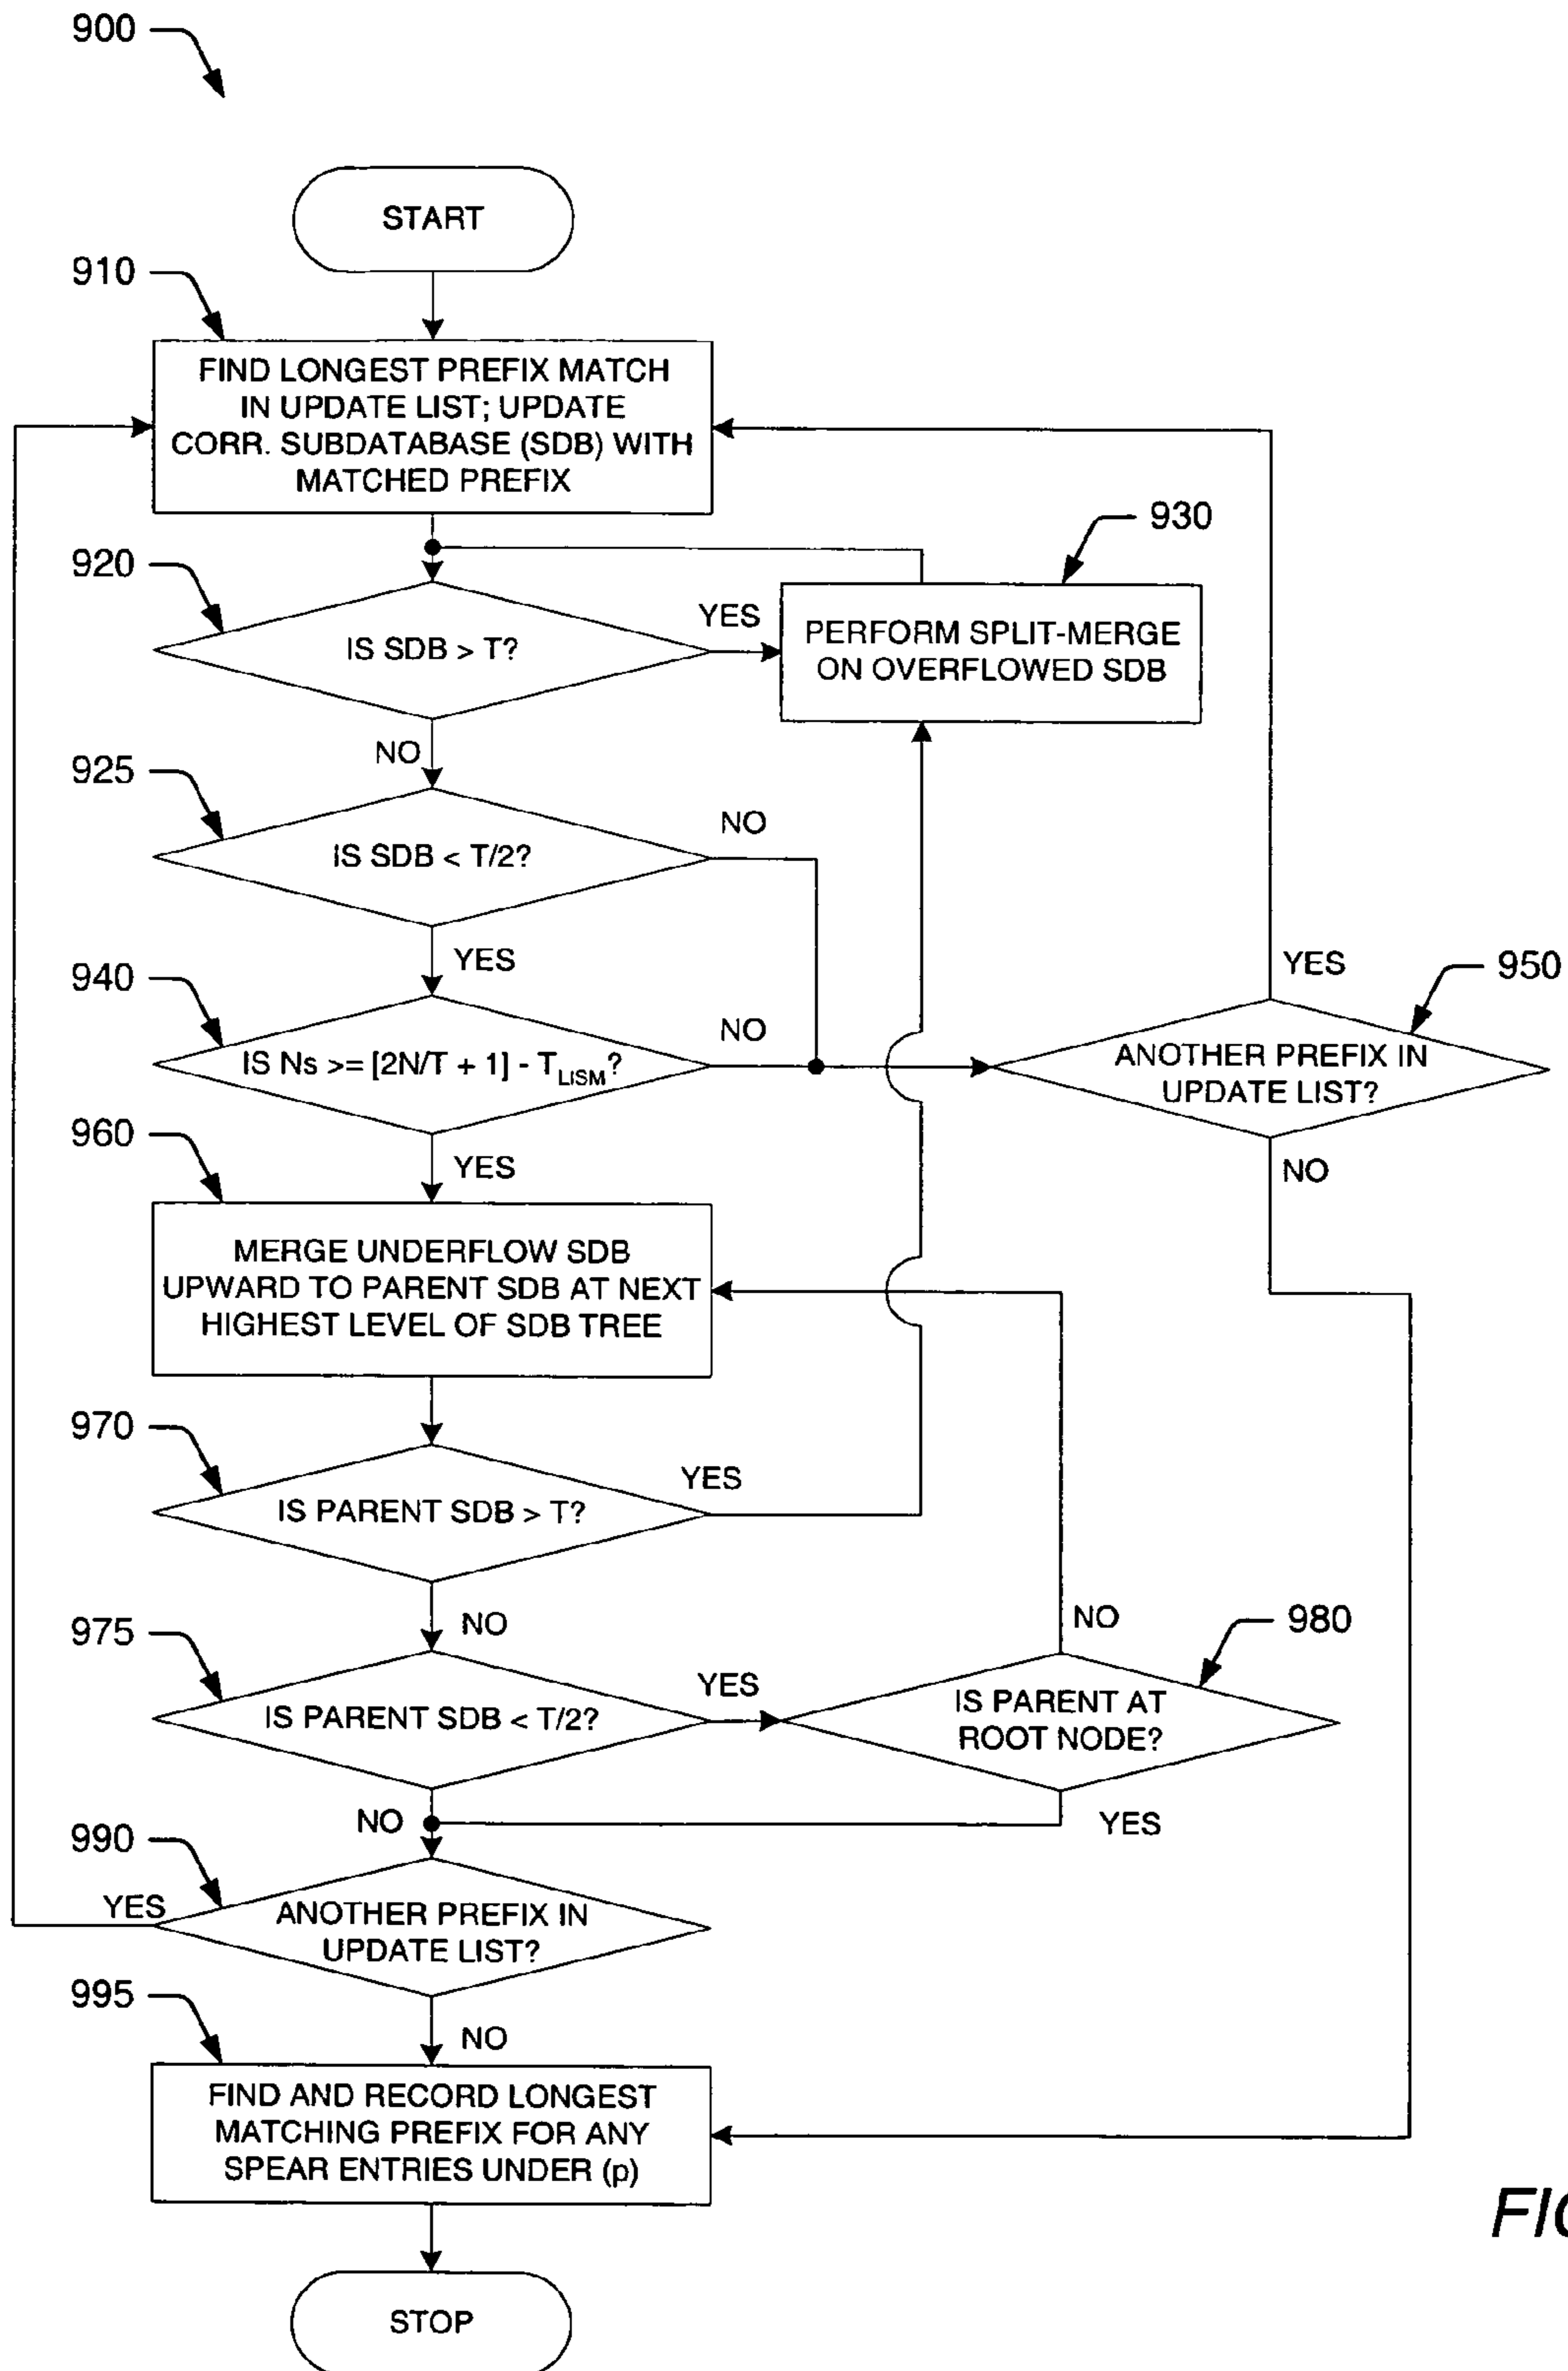 900
START
910
FIND LONGEST PREFIX MATCH
IN UPDATE LIST; UPDATE
CORR. SUBDATABASE (SDB) WITH
MATCHED PREFIX
930
920
IS SDB > T?
YES
PERFORM SPLIT-MERGE
ON OVERFLOWED SDB
NO
925
IS SDB < T/2?
NO
YES
940
IS Ns >= [2N/T + 1] - TLISM?
NO
YES
950
ANOTHER PREFIX IN
UPDATE LIST?
NO
960
YES
MERGE UNDERFLOW SDB
UPWARD TO PARENT SDB AT NEXT
HIGHEST LEVEL OF SDB TREE
970
IS PARENT SDB > T?
YES
NO
975
IS PARENT SDB < T/2?
YES
NO
980
IS PARENT AT
ROOT NODE?
NO
YES
990
YES
ANOTHER PREFIX IN
UPDATE LIST?
995
NO
FIND AND RECORD LONGEST
MATCHING PREFIX FOR ANY
SPEAR ENTRIES UNDER (p)
STOP